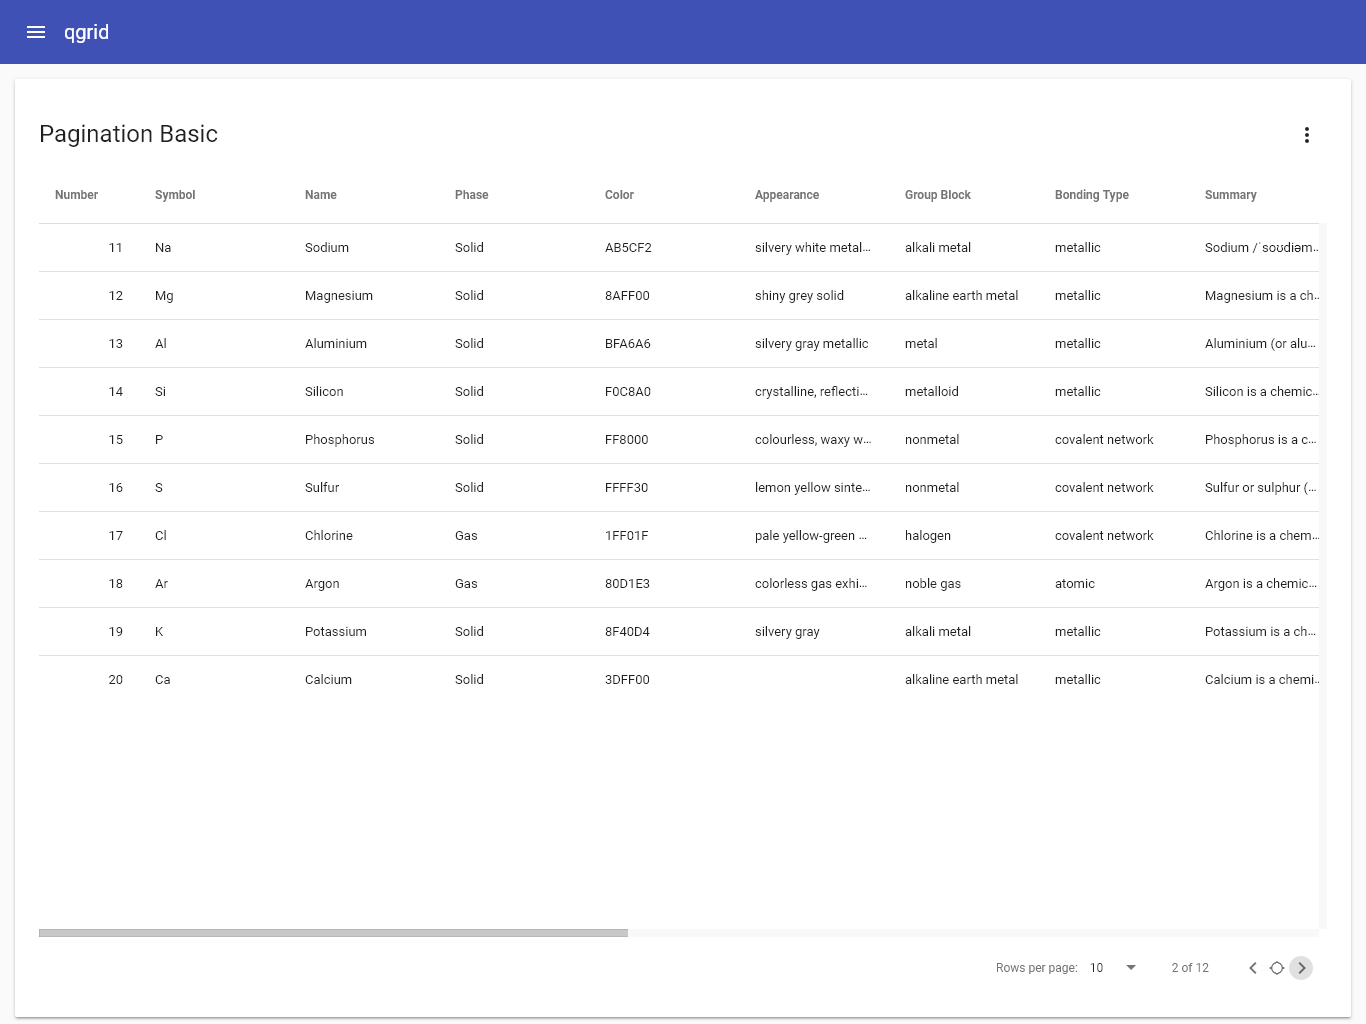 qgrid
Pagination Basic
Number Symbol Name Phase Color Appearance Group Block Bonding Type Summary
11 Na Sodium Solid AB5CF2 silvery white metal... alkali metal metallic Sodium /ˈsoʊdiəm...
12 Mg Magnesium Solid 8AFF00 shiny grey solid alkaline earth metal metallic Magnesium is a ch...
13 Al Aluminium Solid BFA6A6 silvery gray metallic metal metallic Aluminium (or alu...
14 Si Silicon Solid F0C8A0 crystalline, reflecti... metalloid metallic Silicon is a chemic...
15 P Phosphorus Solid FF8000 colourless, waxy w... nonmetal covalent network Phosphorus is a c...
16 S Sulfur Solid FFFF30 lemon yellow sinte... nonmetal covalent network Sulfur or sulphur (...
17 Cl Chlorine Gas 1FF01F pale yellow-green ... halogen covalent network Chlorine is a chem...
18 Ar Argon Gas 80D1E3 colorless gas exhi... noble gas atomic Argon is a chemic...
19 K Potassium Solid 8F40D4 silvery gray alkali metal metallic Potassium is a ch...
20 Ca Calcium Solid 3DFF00 alkaline earth metal metallic Calcium is a chemi...
Rows per page: 10 2 of 12